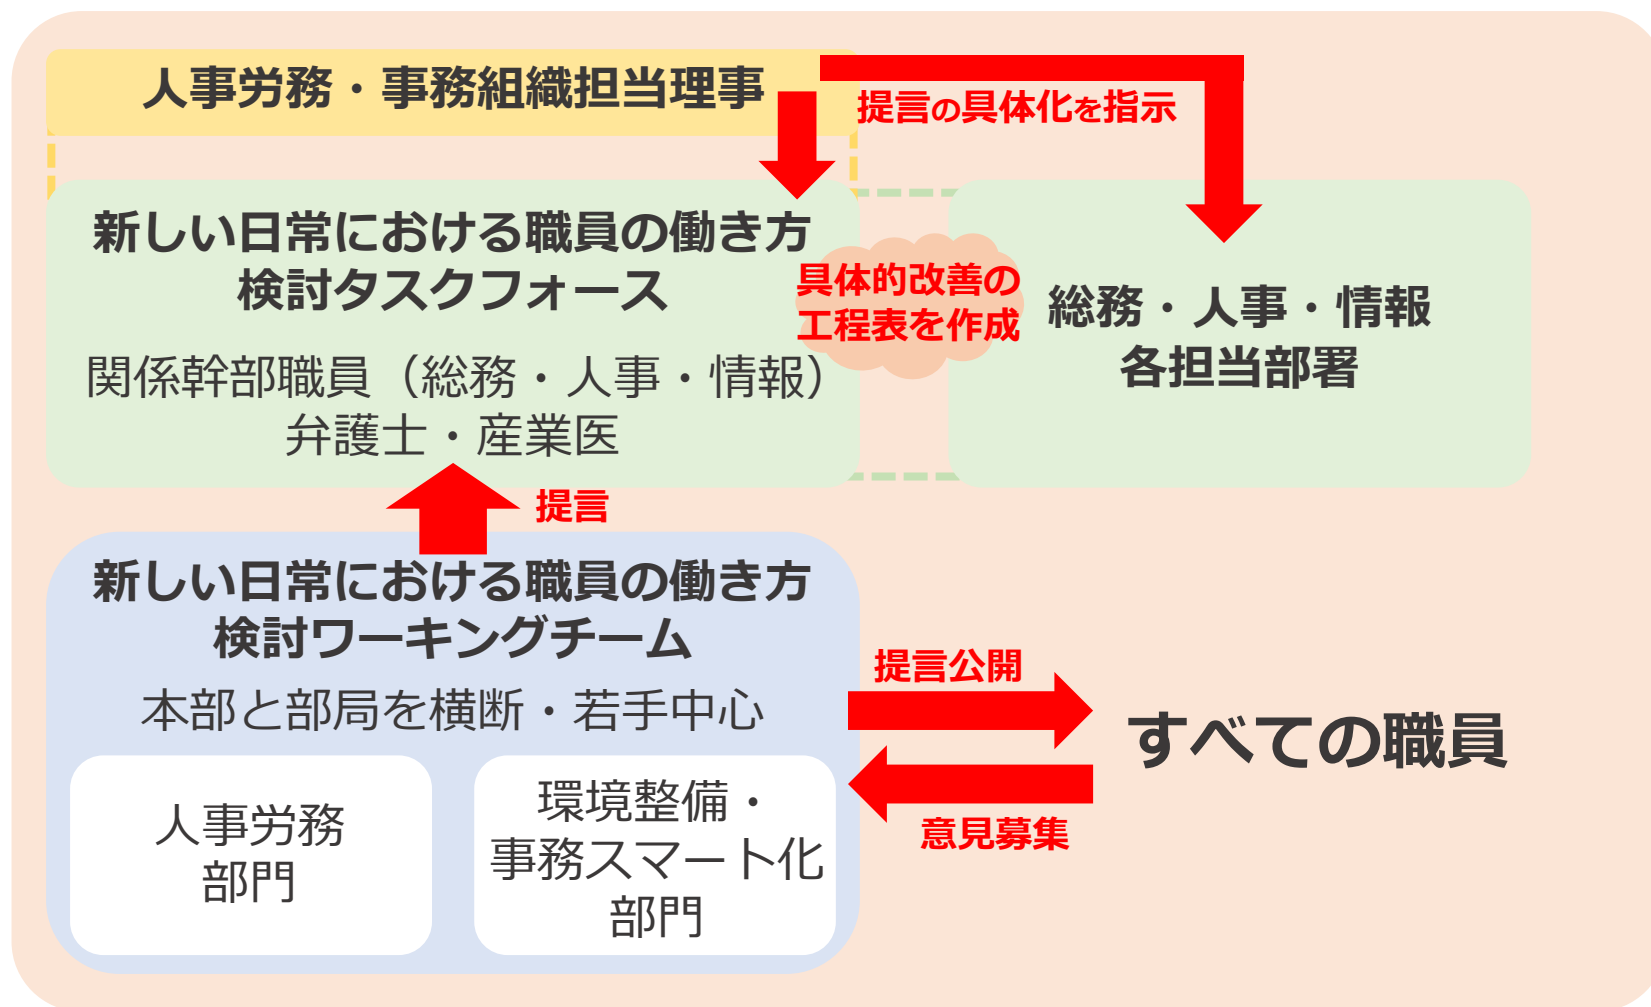 人事労務・事務組織担当理事
提言の具体化を指示
新しい日常における職員の働き方
検討タスクフォース
関係幹部職員（総務・人事・情報）
弁護士・産業医
具体的改善の
工程表を作成
総務・人事・情報
各担当部署
提言
新しい日常における職員の働き方
検討ワーキングチーム
本部と部局を横断・若手中心
人事労務
部門
環境整備・
事務スマート化
部門
提言公開
意見募集
すべての職員